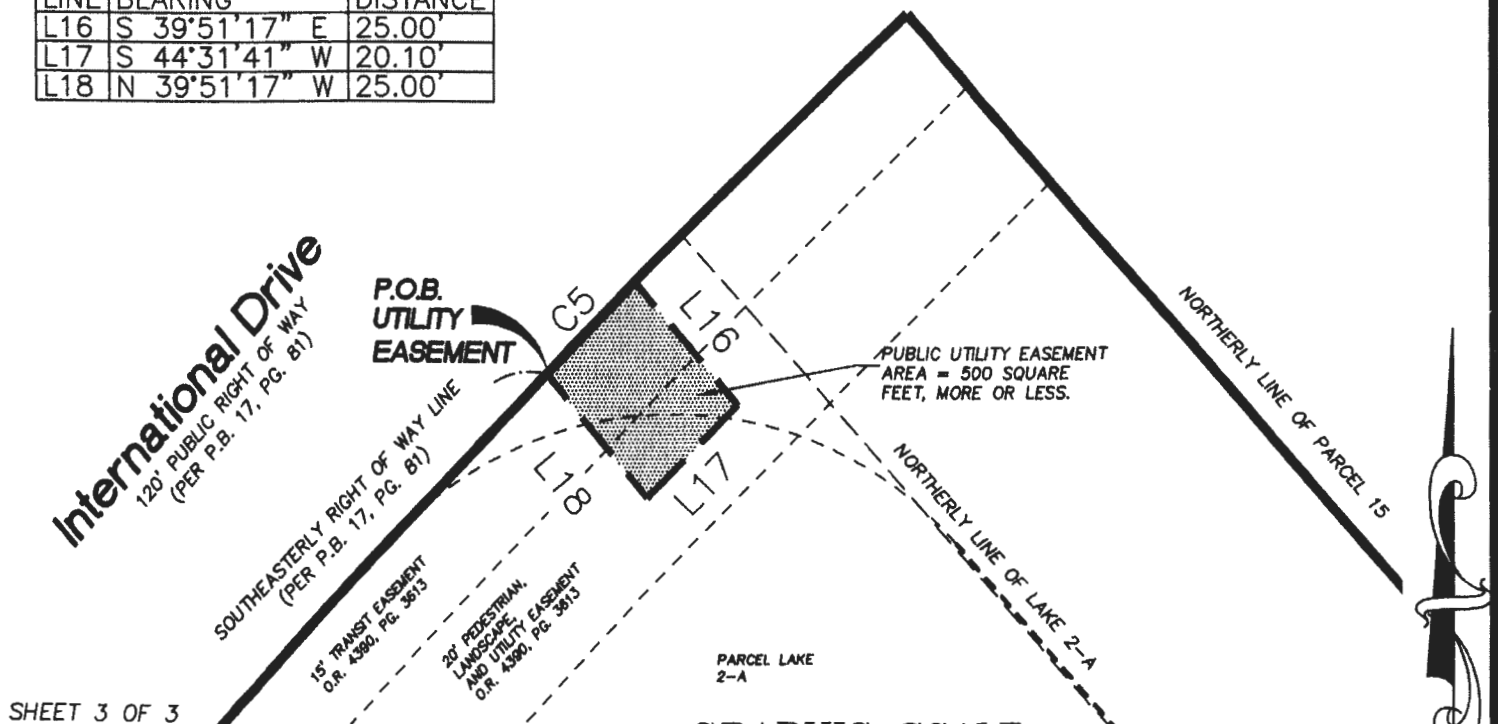 LINE BEARING DISTANCE
L16 S 39°51'17" E 25.00'
L17 S 44°31'41" W 20.10'
L18 N 39°51'17" W 25.00'
International Drive
120' PUBLIC RIGHT OF WAY
(PER P.B. 17, PG. 81)
P.O.B.
UTILITY
EASEMENT
C5
L16
L17
L18
PUBLIC UTILITY EASEMENT
AREA = 500 SQUARE
FEET, MORE OR LESS.
NORTHERLY LINE OF PARCEL 15
NORTHERLY LINE OF LAKE 2-A
SOUTHEASTERLY RIGHT OF WAY LINE
(PER P.B. 17, PG. 81)
15' TRANSIT EASEMENT
O.R. 4390, PG. 3613
20' PEDESTRIAN,
LANDSCAPE,
AND UTILITY EASEMENT
O.R. 4390, PG. 3613
PARCEL LAKE
2-A
SHEET 3 OF 3